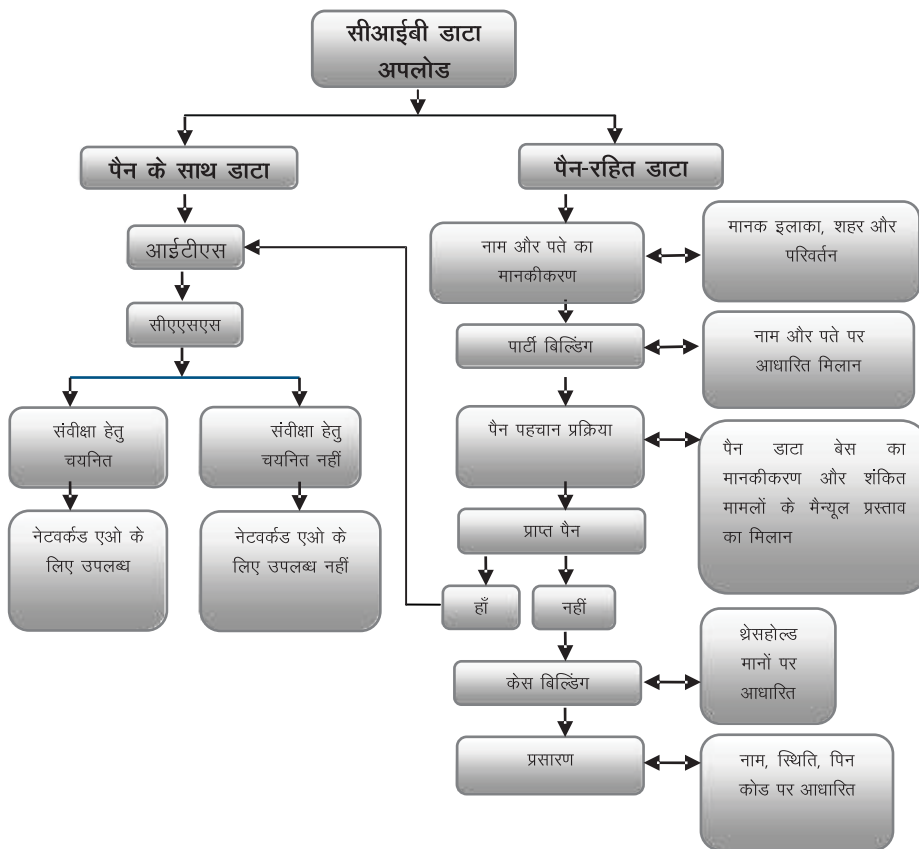 सीआईबी डाटा
अपलोड
पैन के साथ डाटा
पैन-रहित डाटा
आईटीएस
सीएएसएस
संवीक्षा हेतु
चयनित
संवीक्षा हेतु
चयनित नहीं
नेटवर्कड एओ के
लिए उपलब्ध
नेटवर्कड एओ के
लिए उपलब्ध नहीं
नाम और पते का
मानकीकरण
मानक इलाका, शहर और
परिवर्तन
पार्टी बिल्डिंग
नाम और पते पर
आधारित मिलान
पैन पहचान प्रक्रिया
पैन डाटा बेस का
मानकीकरण और शंकित
मामलों के मैन्यूल प्रस्ताव
का मिलान
प्राप्त पैन
हाँ
नहीं
केस बिल्डिंग
थ्रेसहोल्ड
मानों पर
आधारित
प्रसारण
नाम, स्थिति, पिन
कोड पर आधारित